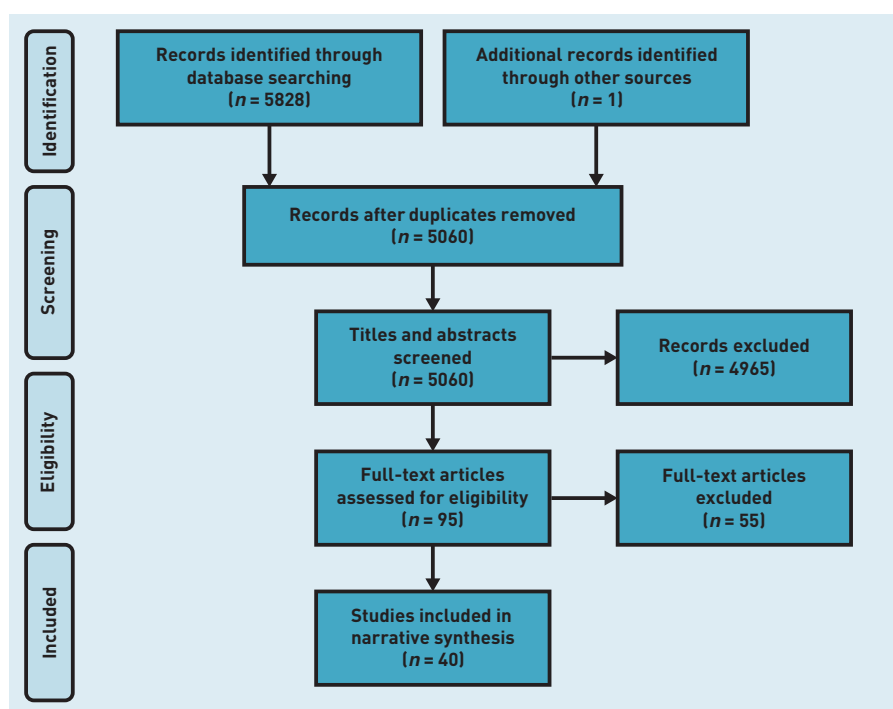 Identification
Records identified through
database searching
(n = 5828)
Additional records identified
through other sources
(n = 1)
Screening
Records after duplicates removed
(n = 5060)
Titles and abstracts
screened
(n = 5060)
Records excluded
(n = 4965)
Eligibility
Full-text articles
assessed for eligibility
(n = 95)
Full-text articles
excluded
(n = 55)
Included
Studies included in
narrative synthesis
(n = 40)